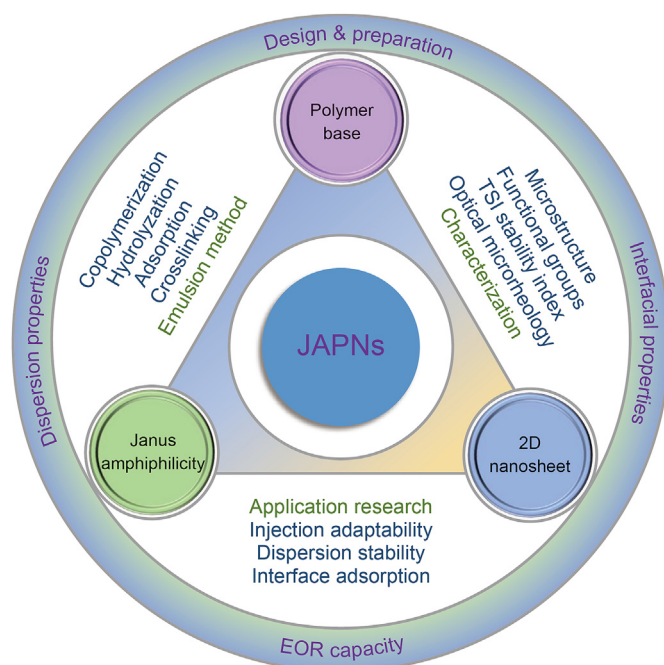 Design & preparation
Polymer
base
Copolymerization
Hydrolyzation
Adsorption
Crosslinking
Emulsion method
Microstructure
Functional groups
TSI stability index
Optical microrheology
Characterization
Dispersion properties
Interfacial properties
JAPNs
Janus
amphiphilicity
2D
nanosheet
Application research
Injection adaptability
Dispersion stability
Interface adsorption
EOR capacity